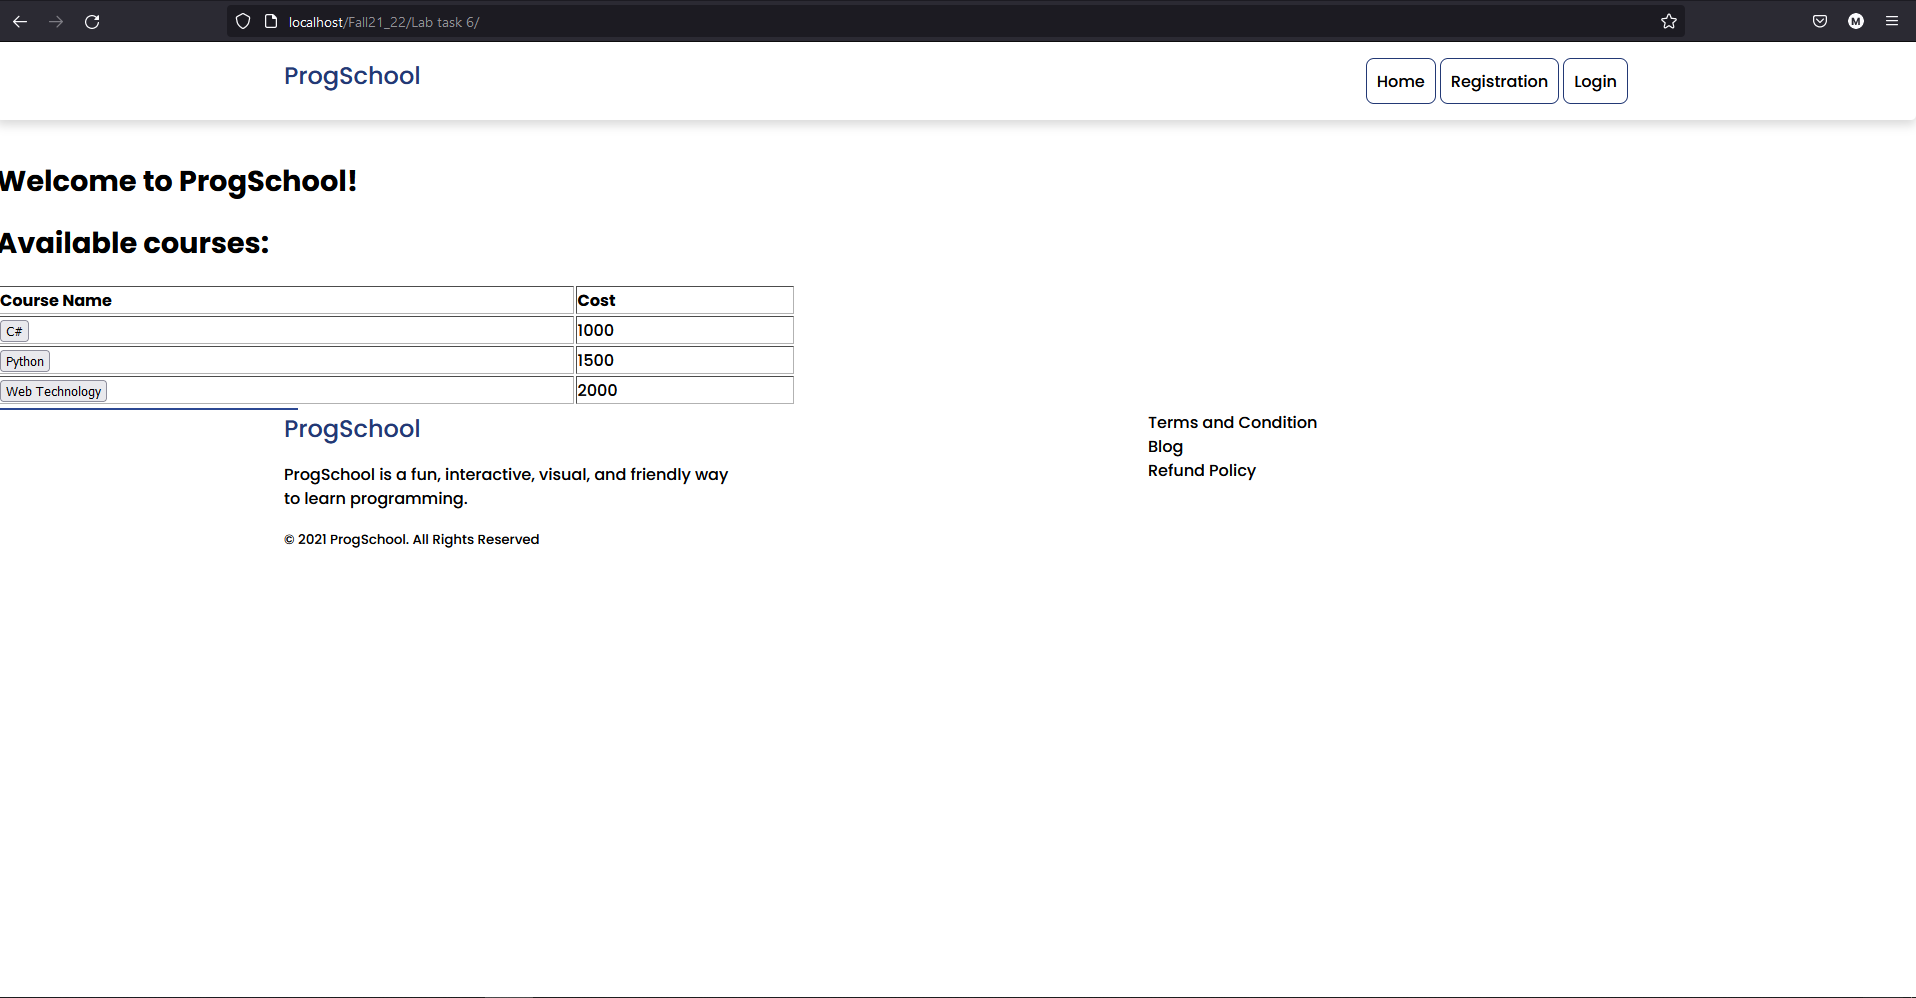 localhost/Fall21_22/Lab task 6/
M
ProgSchool
Home Registration Login
Welcome to ProgSchool!
Available courses:
Course Name Cost
C# 1000
Python 1500
Web Technology 2000
ProgSchool
ProgSchool is a fun, interactive, visual, and friendly way
to learn programming.
© 2021 ProgSchool. All Rights Reserved
Terms and Condition
Blog
Refund Policy